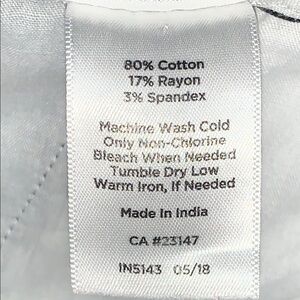 80% Cotton
17% Rayon
3% Spandex
Machine Wash Cold
Only Non-Chlorine
Bleach When Needed
Tumble Dry Low
Warm Iron, If Needed
Made In India
CA #23147
IN5143 05/18